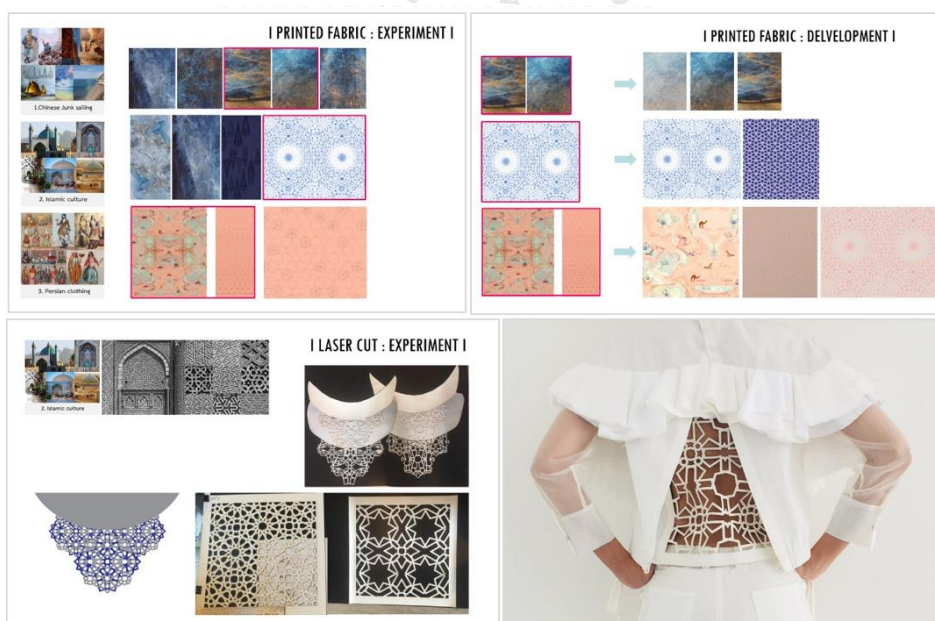 I PRINTED FABRIC : EXPERIMENT I
1.Chinese Junk sailing
2. Islamic culture
3. Persian clothing
I PRINTED FABRIC : DELVELOPMENT I
I LASER CUT : EXPERIMENT I
2. Islamic culture